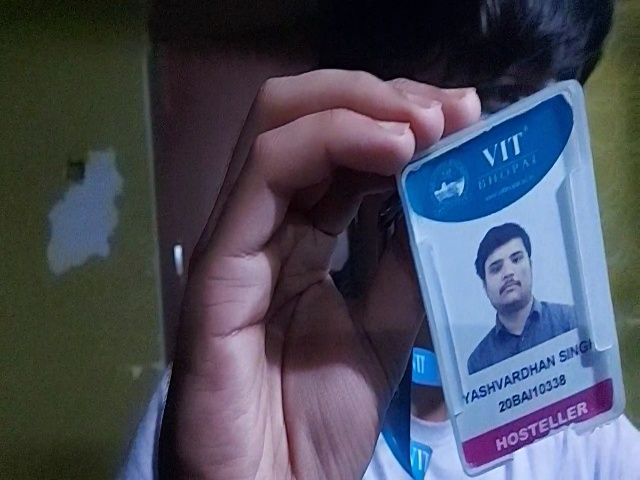 VIT
BHOPAL
YASHVARDHAN SINGH
20BAI10338
HOSTELLER
VIT